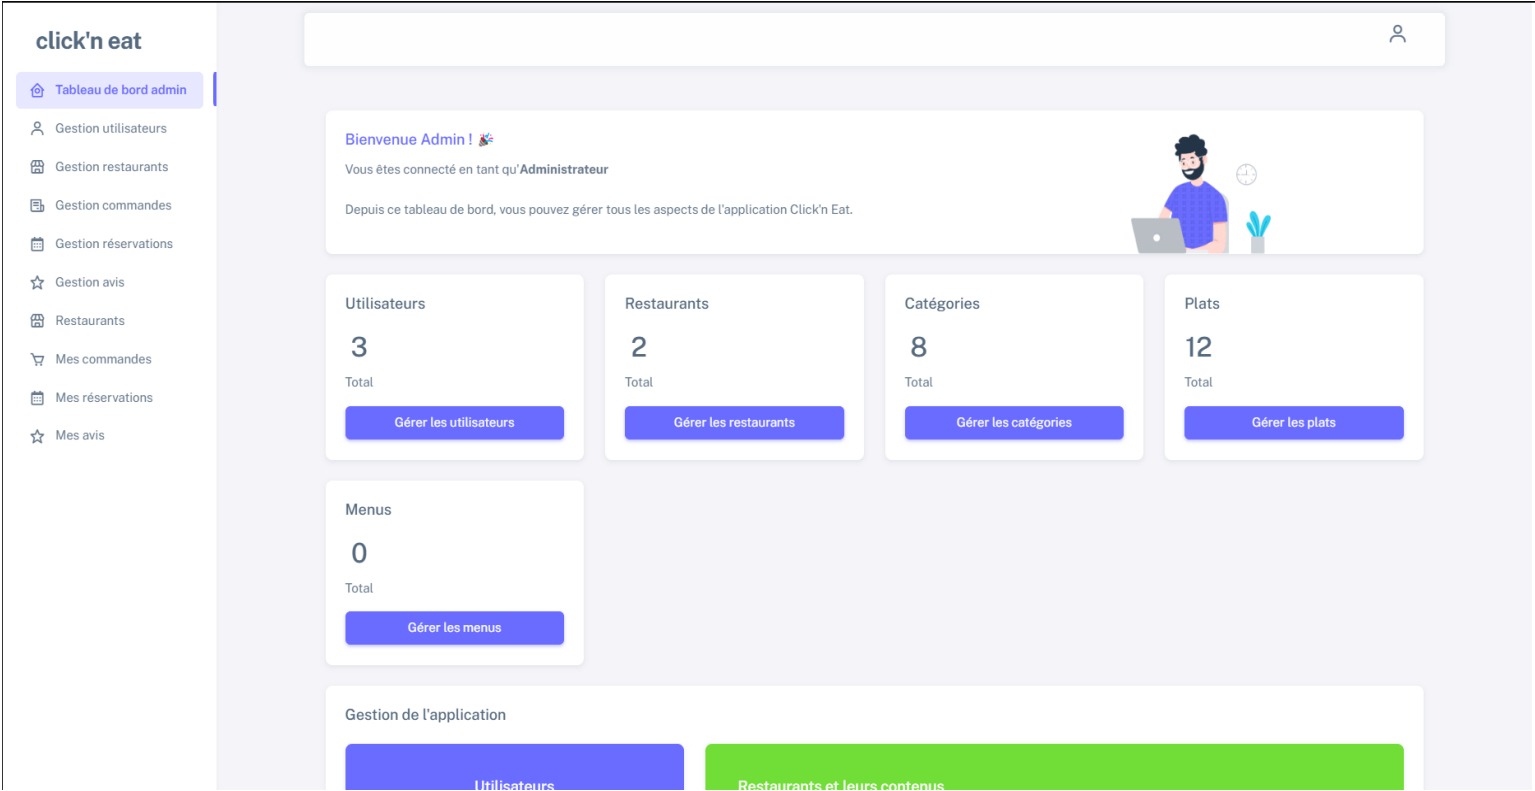 click'n eat
Tableau de bord admin
Gestion utilisateurs
Gestion restaurants
Gestion commandes
Gestion réservations
Gestion avis
Restaurants
Mes commandes
Mes réservations
Mes avis
Bienvenue Admin ! 🎉
Vous êtes connecté en tant qu'Administrateur
Depuis ce tableau de bord, vous pouvez gérer tous les aspects de l'application Click'n Eat.
Utilisateurs
3
Total
Gérer les utilisateurs
Restaurants
2
Total
Gérer les restaurants
Catégories
8
Total
Gérer les catégories
Plats
12
Total
Gérer les plats
Menus
0
Total
Gérer les menus
Gestion de l'application
Utilisateurs
Restaurants et leurs contenus